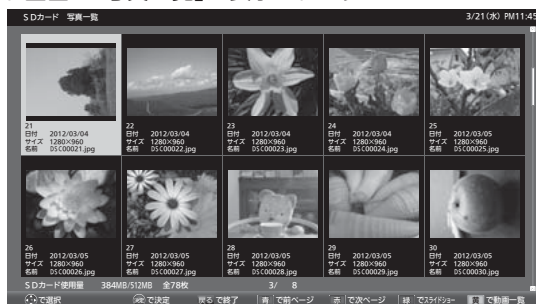 SDカード 写真一覧 3/21(水) PM11:45
21
日付 2012/03/04
サイズ 1280×960
名前 DSC00021.jpg
22
日付 2012/03/04
サイズ 1280×960
名前 DSC00022.jpg
23
日付 2012/03/04
サイズ 1280×960
名前 DSC00023.jpg
24
日付 2012/03/04
サイズ 1280×960
名前 DSC00024.jpg
25
日付 2012/03/05
サイズ 1280×960
名前 DSC00025.jpg
26
日付 2012/03/05
サイズ 1280×960
名前 DSC00026.jpg
27
日付 2012/03/05
サイズ 1280×960
名前 DSC00027.jpg
28
日付 2012/03/05
サイズ 1280×960
名前 DSC00028.jpg
29
日付 2012/03/05
サイズ 1280×960
名前 DSC00029.jpg
30
日付 2012/03/05
サイズ 1280×960
名前 DSC00030.jpg
SDカード使用量 384MB/512MB 全78枚 3/ 8
で選択 決定 で決定 戻る で終了 青 で前ページ 赤 で次ページ 緑 でスライドショー 黄 で動画一覧